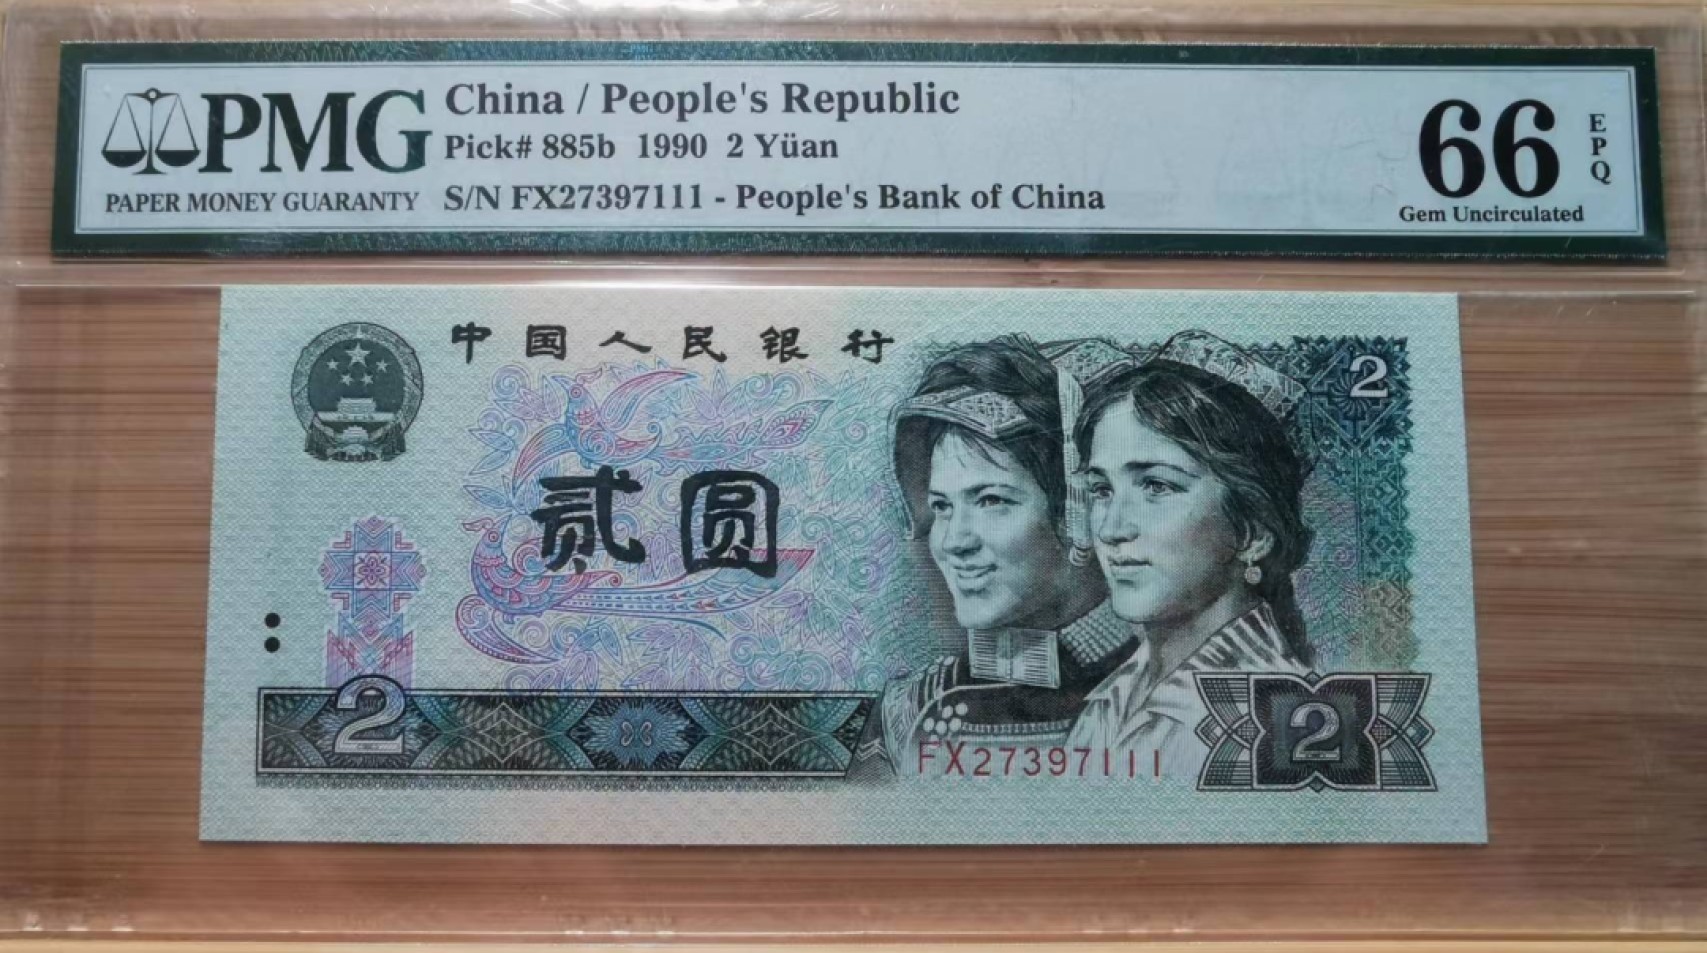 PMG
PAPER MONEY GUARANTY
China / People's Republic
Pick# 885b 1990 2 Yüan
S/N FX27397111 - People's Bank of China
66
EPQ
Gem Uncirculated
中国人民银行
2
贰圆
2
FX27397111
2